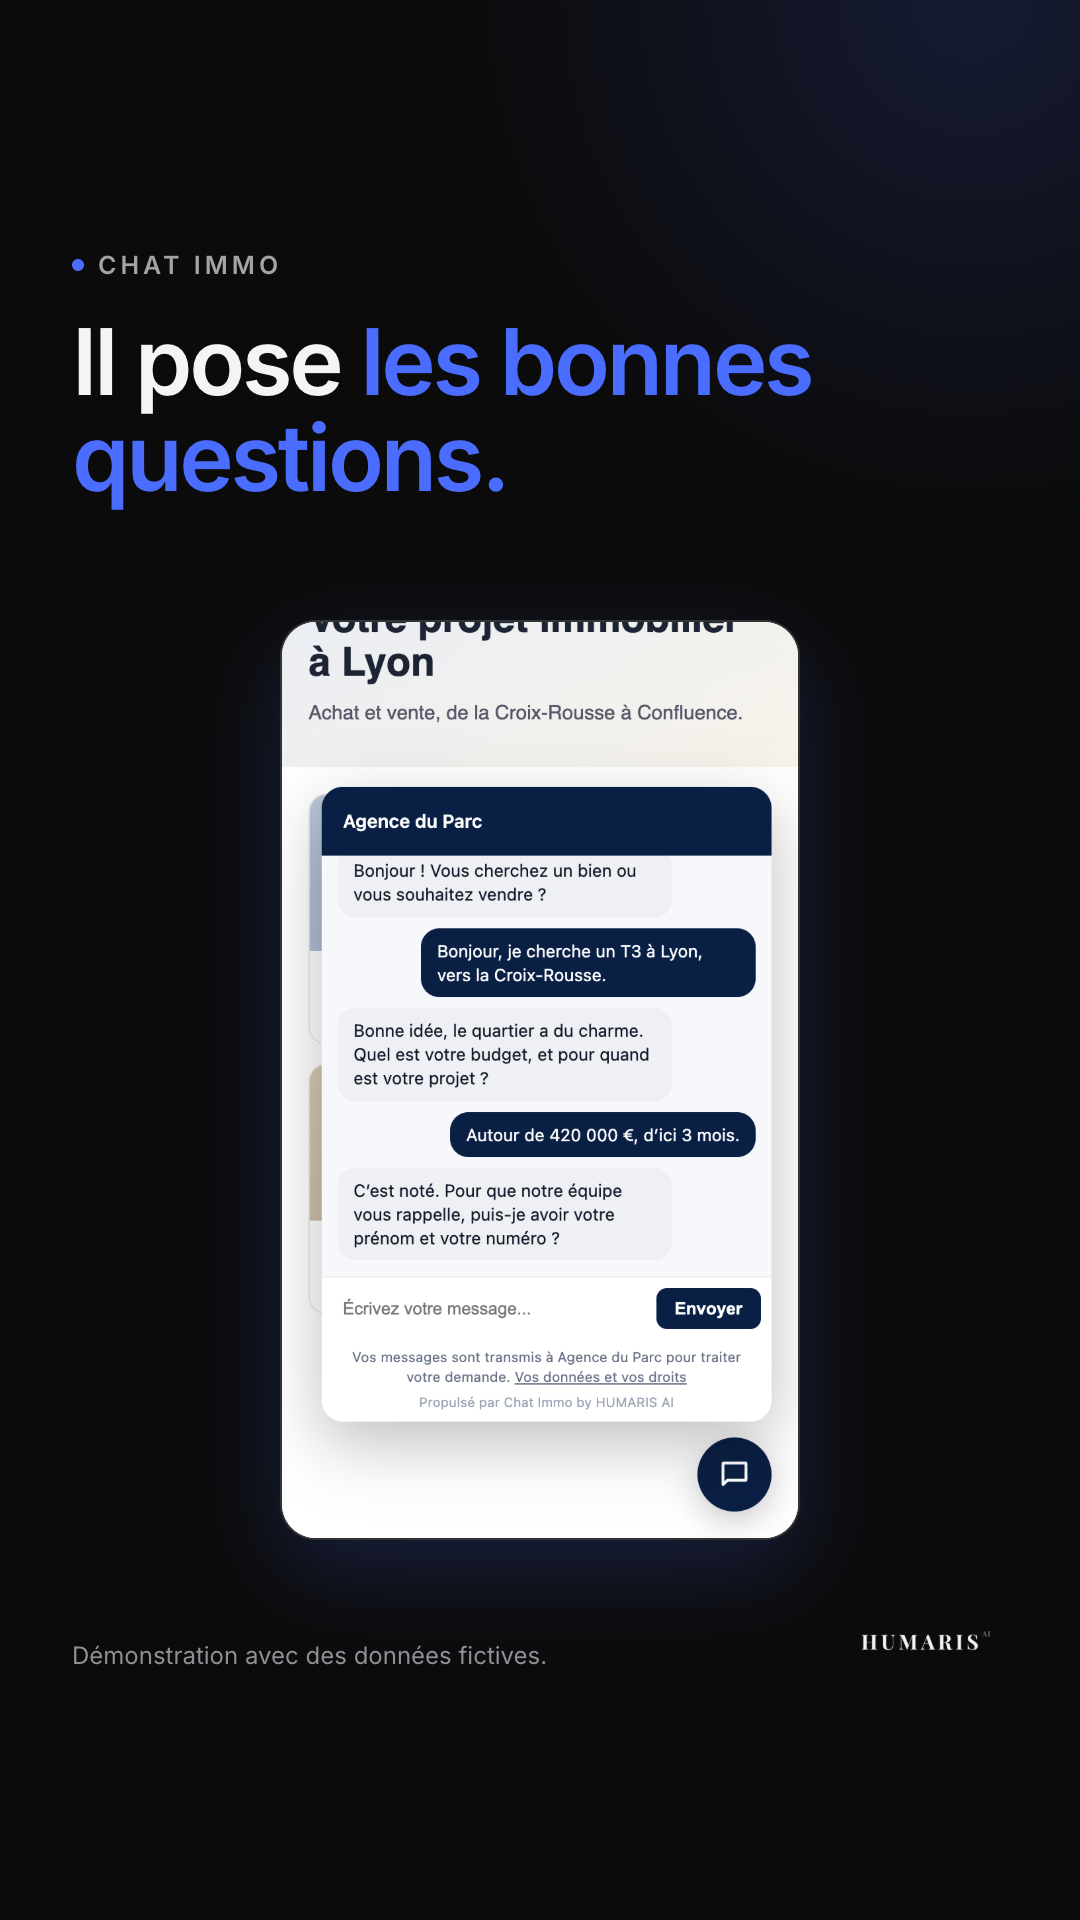 CHAT IMMO
Il pose les bonnes
questions.
Votre projet immobilier
à Lyon
Achat et vente, de la Croix-Rousse à Confluence.
Agence du Parc
Bonjour ! Vous cherchez un bien ou
vous souhaitez vendre ?
Bonjour, je cherche un T3 à Lyon,
vers la Croix-Rousse.
Bonne idée, le quartier a du charme.
Quel est votre budget, et pour quand
est votre projet ?
Autour de 420 000 €, d’ici 3 mois.
C’est noté. Pour que notre équipe
vous rappelle, puis-je avoir votre
prénom et votre numéro ?
Écrivez votre message...
Envoyer
Vos messages sont transmis à Agence du Parc pour traiter
votre demande. Vos données et vos droits
Propulsé par Chat Immo by HUMARIS AI
Démonstration avec des données fictives.
HUMARIS AI